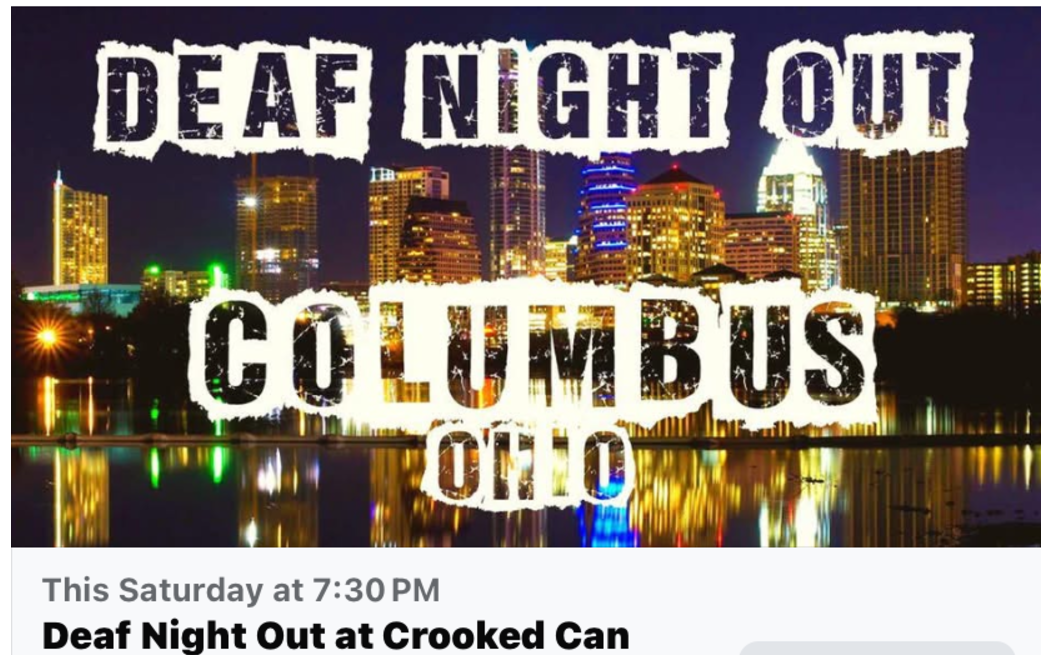 DEAF NIGHT OUT
COLUMBUS
OHIO
This Saturday at 7:30 PM
Deaf Night Out at Crooked Can